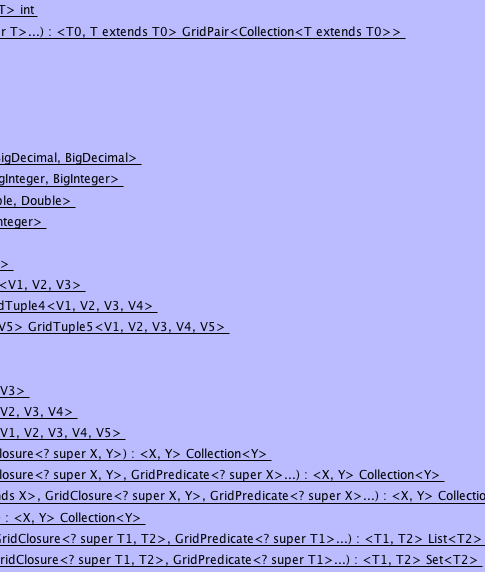 T> int
r T>...) : <T0, T extends T0> GridPair<Collection<T extends T0>>
igDecimal, BigDecimal>
gInteger, BigInteger>
ble, Double>
nteger>
>
<V1, V2, V3>
dTuple4<V1, V2, V3, V4>
V5> GridTuple5<V1, V2, V3, V4, V5>
V3>
V2, V3, V4>
V1, V2, V3, V4, V5>
losure<? super X, Y>) : <X, Y> Collection<Y>
losure<? super X, Y>, GridPredicate<? super X>...) : <X, Y> Collection<Y>
nds X>, GridClosure<? super X, Y>, GridPredicate<? super X>...) : <X, Y> Collectio
: <X, Y> Collection<Y>
GridClosure<? super T1, T2>, GridPredicate<? super T1>...) : <T1, T2> List<T2>
ridClosure<? super T1, T2>, GridPredicate<? super T1>...) : <T1, T2> Set<T2>